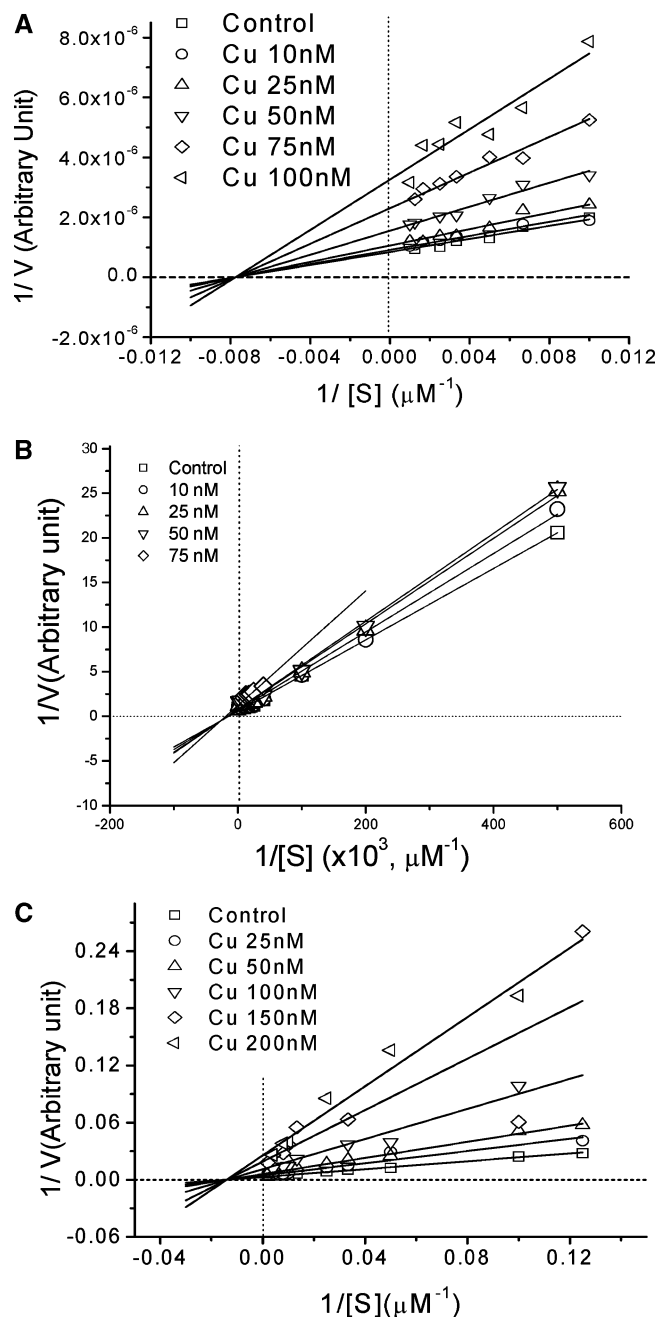 A
8.0x10⁻⁶
6.0x10⁻⁶
4.0x10⁻⁶
2.0x10⁻⁶
0.0
-2.0x10⁻⁶
1/ V (Arbitrary Unit)
Control
Cu 10nM
Cu 25nM
Cu 50nM
Cu 75nM
Cu 100nM
-0.012 -0.008 -0.004 0.000 0.004 0.008 0.012
1/ [S] (μM⁻¹)
B
30
25
20
15
10
5
0
-5
-10
1/V(Arbitrary unit)
Control
10 nM
25 nM
50 nM
75 nM
-200 0 200 400 600
1/[S] (x10³, μM⁻¹)
C
0.24
0.18
0.12
0.06
0.00
-0.06
1/ V(Arbitrary unit)
Control
Cu 25nM
Cu 50nM
Cu 100nM
Cu 150nM
Cu 200nM
-0.04 0.00 0.04 0.08 0.12
1/[S](μM⁻¹)